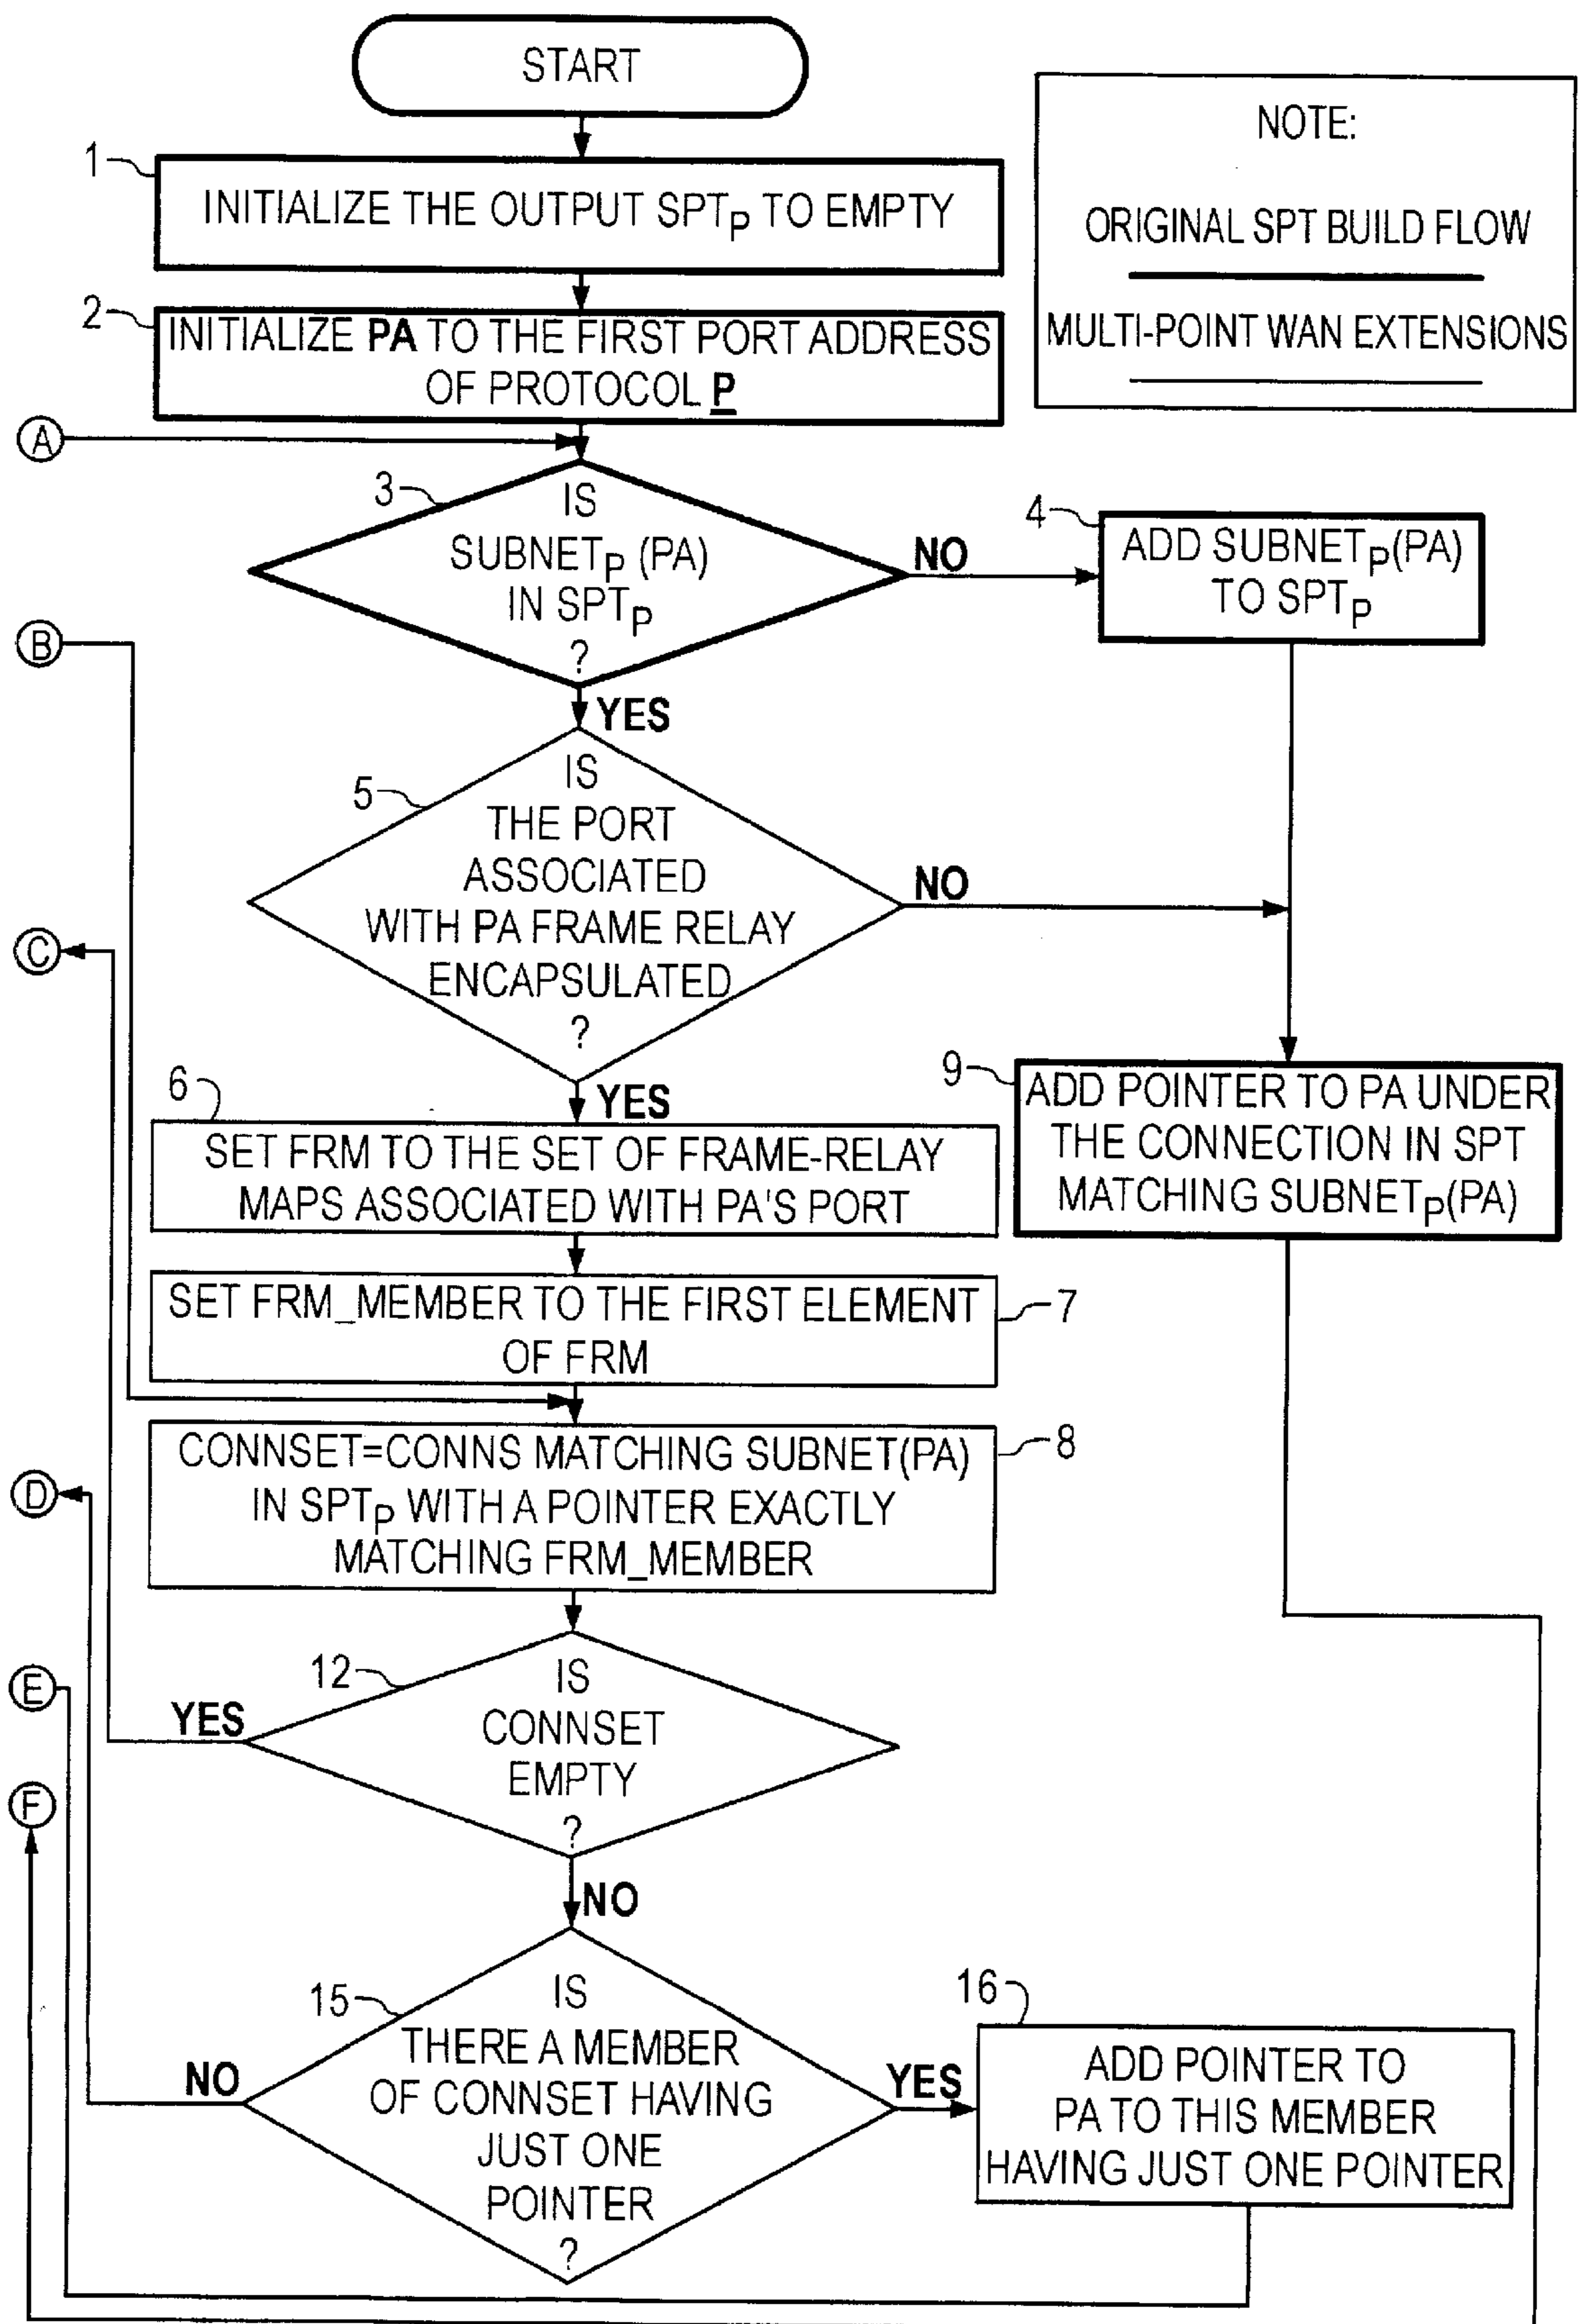 START
NOTE:
ORIGINAL SPT BUILD FLOW
MULTI-POINT WAN EXTENSIONS
1
INITIALIZE THE OUTPUT SPTP TO EMPTY
2
INITIALIZE PA TO THE FIRST PORT ADDRESS
OF PROTOCOL P
A
3
IS
SUBNETP (PA)
IN SPTP
?
NO
4
ADD SUBNETP(PA)
TO SPTP
B
YES
5
IS
THE PORT
ASSOCIATED
WITH PA FRAME RELAY
ENCAPSULATED
?
NO
C
YES
6
SET FRM TO THE SET OF FRAME-RELAY
MAPS ASSOCIATED WITH PA'S PORT
9
ADD POINTER TO PA UNDER
THE CONNECTION IN SPT
MATCHING SUBNETP(PA)
SET FRM_MEMBER TO THE FIRST ELEMENT
OF FRM
7
CONNSET=CONNS MATCHING SUBNET(PA)
IN SPTP WITH A POINTER EXACTLY
MATCHING FRM_MEMBER
8
D
12
IS
CONNSET
EMPTY
?
YES
E
F
NO
15
IS
THERE A MEMBER
OF CONNSET HAVING
JUST ONE
POINTER
?
NO
YES
16
ADD POINTER TO
PA TO THIS MEMBER
HAVING JUST ONE POINTER